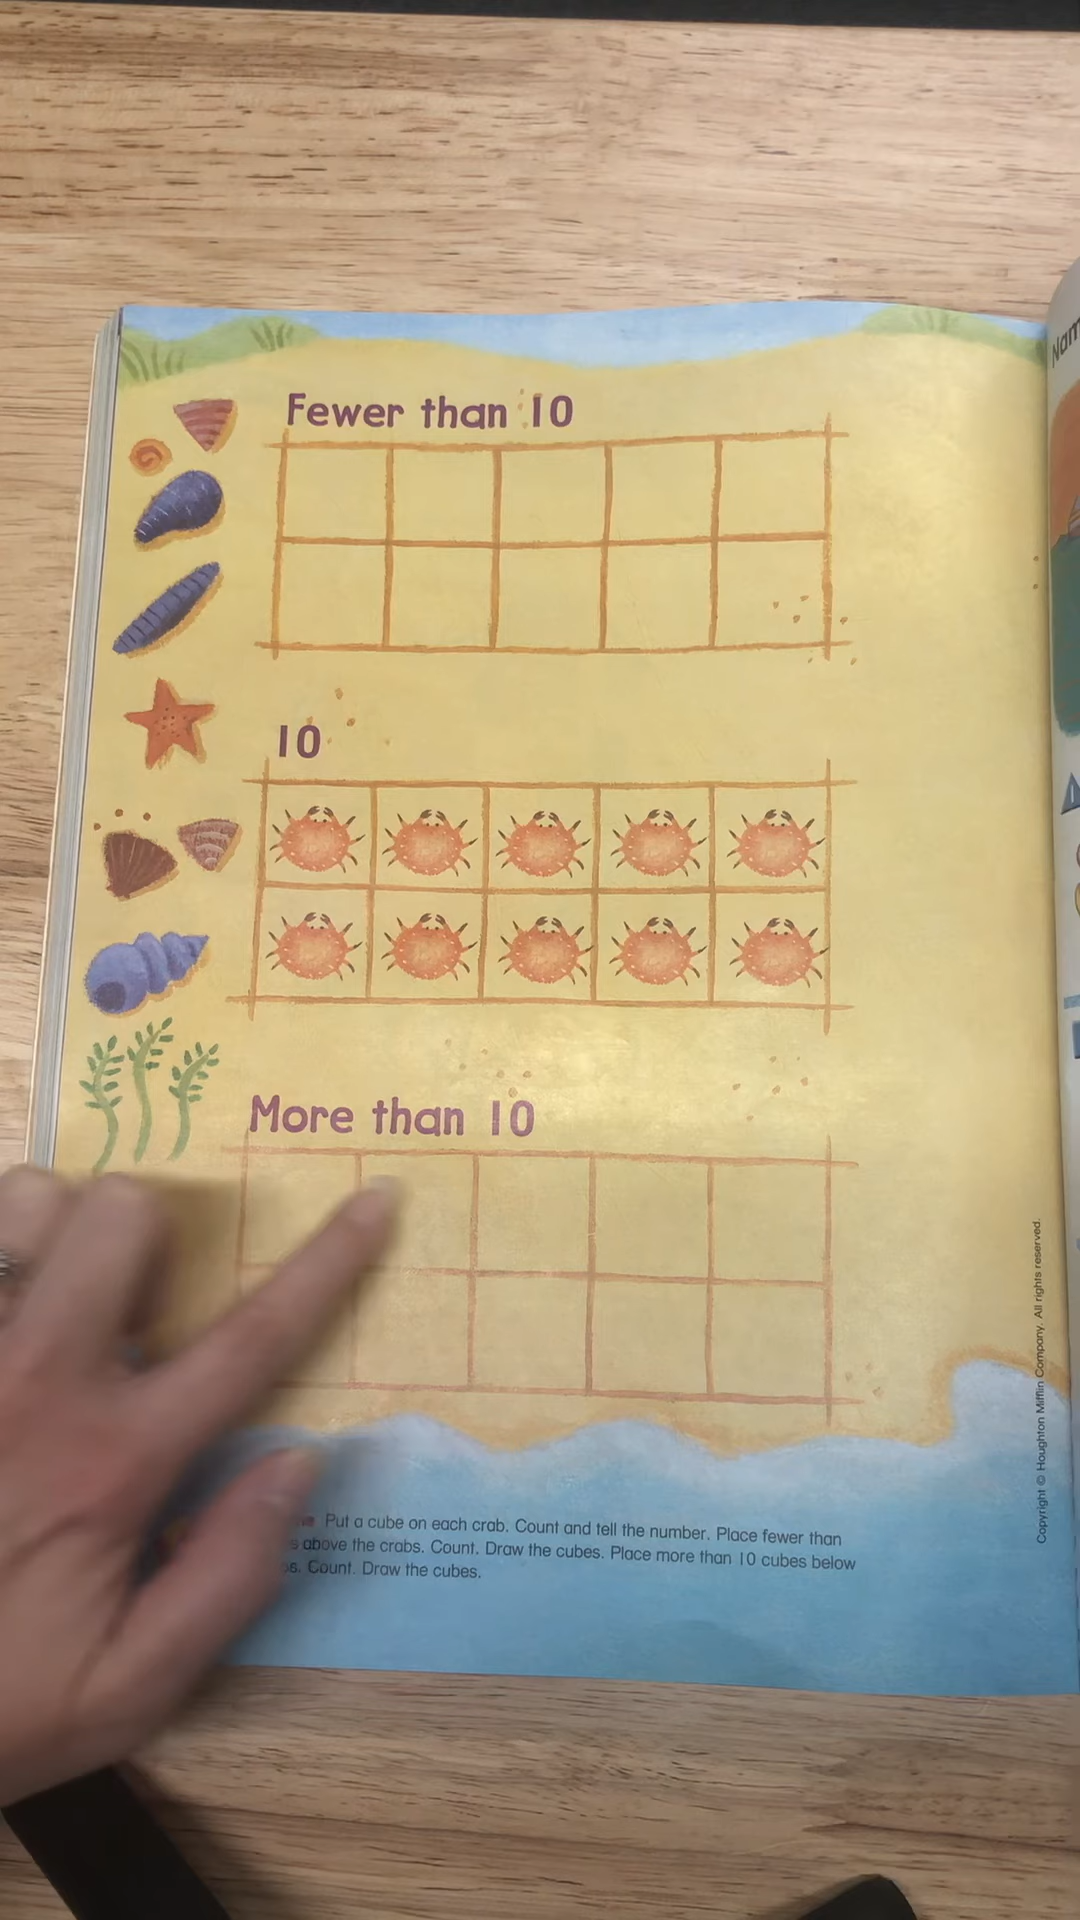 Fewer than 10
10
More than 10
Put a cube on each crab. Count and tell the number. Place fewer than
above the crabs. Count. Draw the cubes. Place more than 10 cubes below
Count. Draw the cubes.
Copyright © Houghton Mifflin Company. All rights reserved.